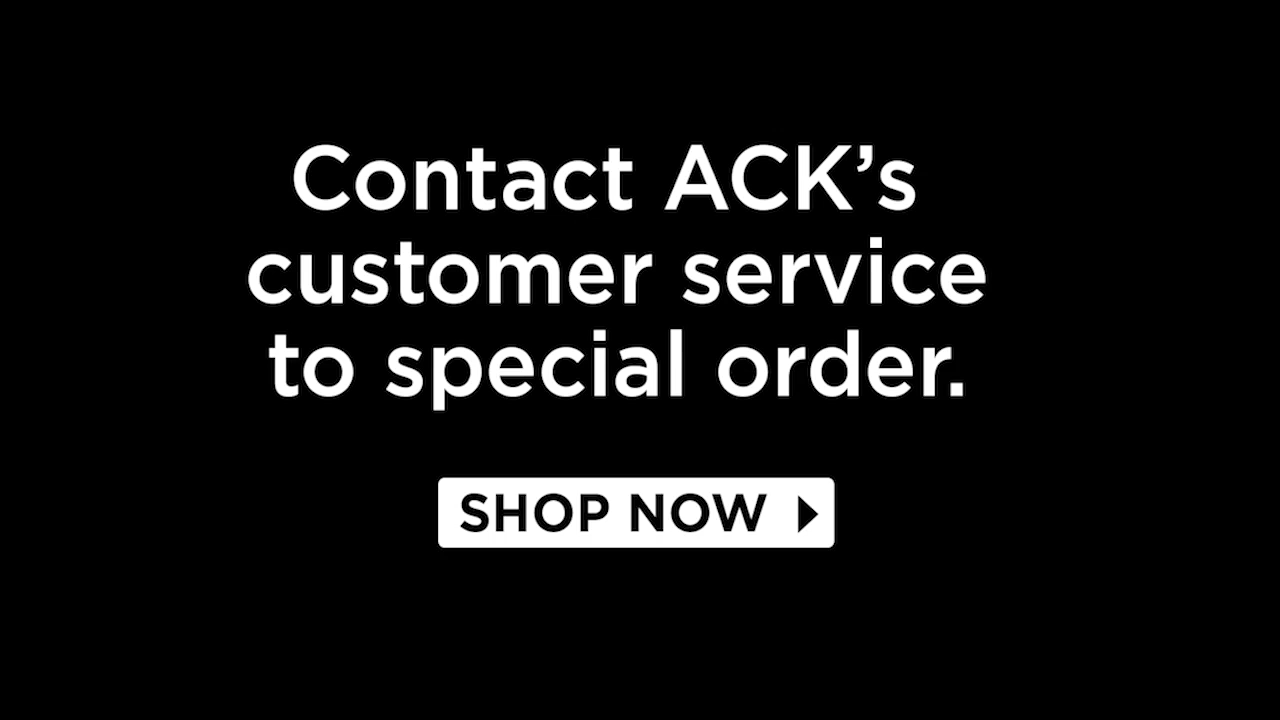 Contact ACK’s
customer service
to special order.
SHOP NOW